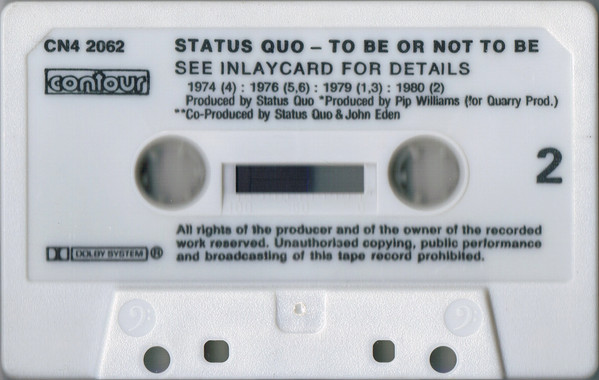 CN4 2062
STATUS QUO – TO BE OR NOT TO BE
SEE INLAYCARD FOR DETAILS
contour
1974 (4) : 1976 (5,6) : 1979 (1,3) : 1980 (2)
Produced by Status Quo *Produced by Pip Williams (for Quarry Prod.)
**Co-Produced by Status Quo & John Eden
2
All rights of the producer and of the owner of the recorded
work reserved. Unauthorized copying, public performance
and broadcasting of this tape record prohibited.
DOLBY SYSTEM ®